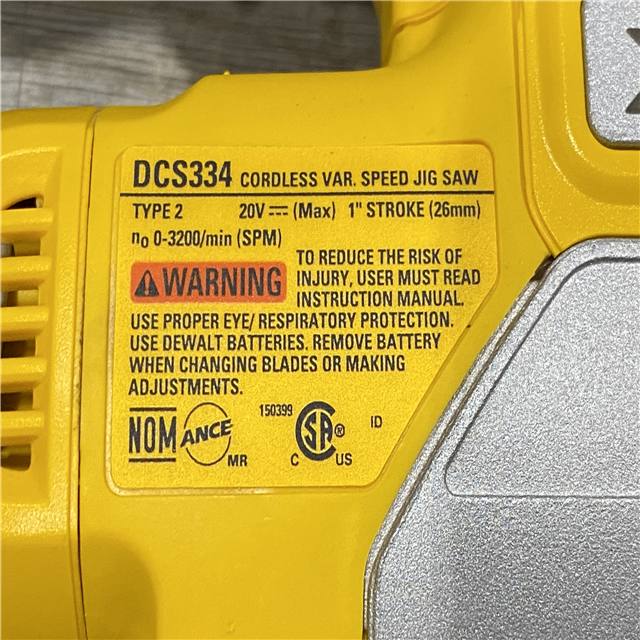 DCS334 CORDLESS VAR. SPEED JIG SAW
TYPE 2 20V ⎓ (Max) 1" STROKE (26mm)
n₀ 0-3200/min (SPM)
⚠WARNING
TO REDUCE THE RISK OF
INJURY, USER MUST READ
INSTRUCTION MANUAL.
USE PROPER EYE/ RESPIRATORY PROTECTION.
USE DEWALT BATTERIES. REMOVE BATTERY
WHEN CHANGING BLADES OR MAKING
ADJUSTMENTS.
NOM ANCE MR
150399
C SA ® US
ID